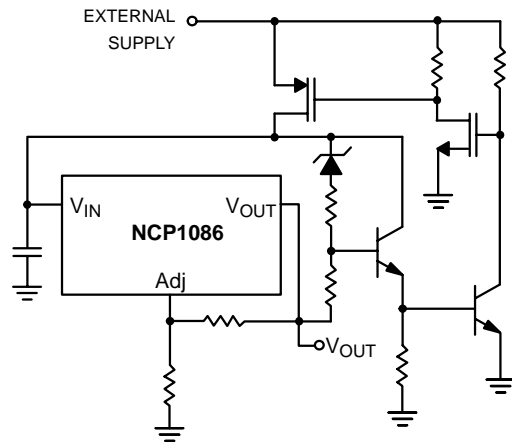 EXTERNAL
SUPPLY
VIN
VOUT
NCP1086
Adj
VOUT